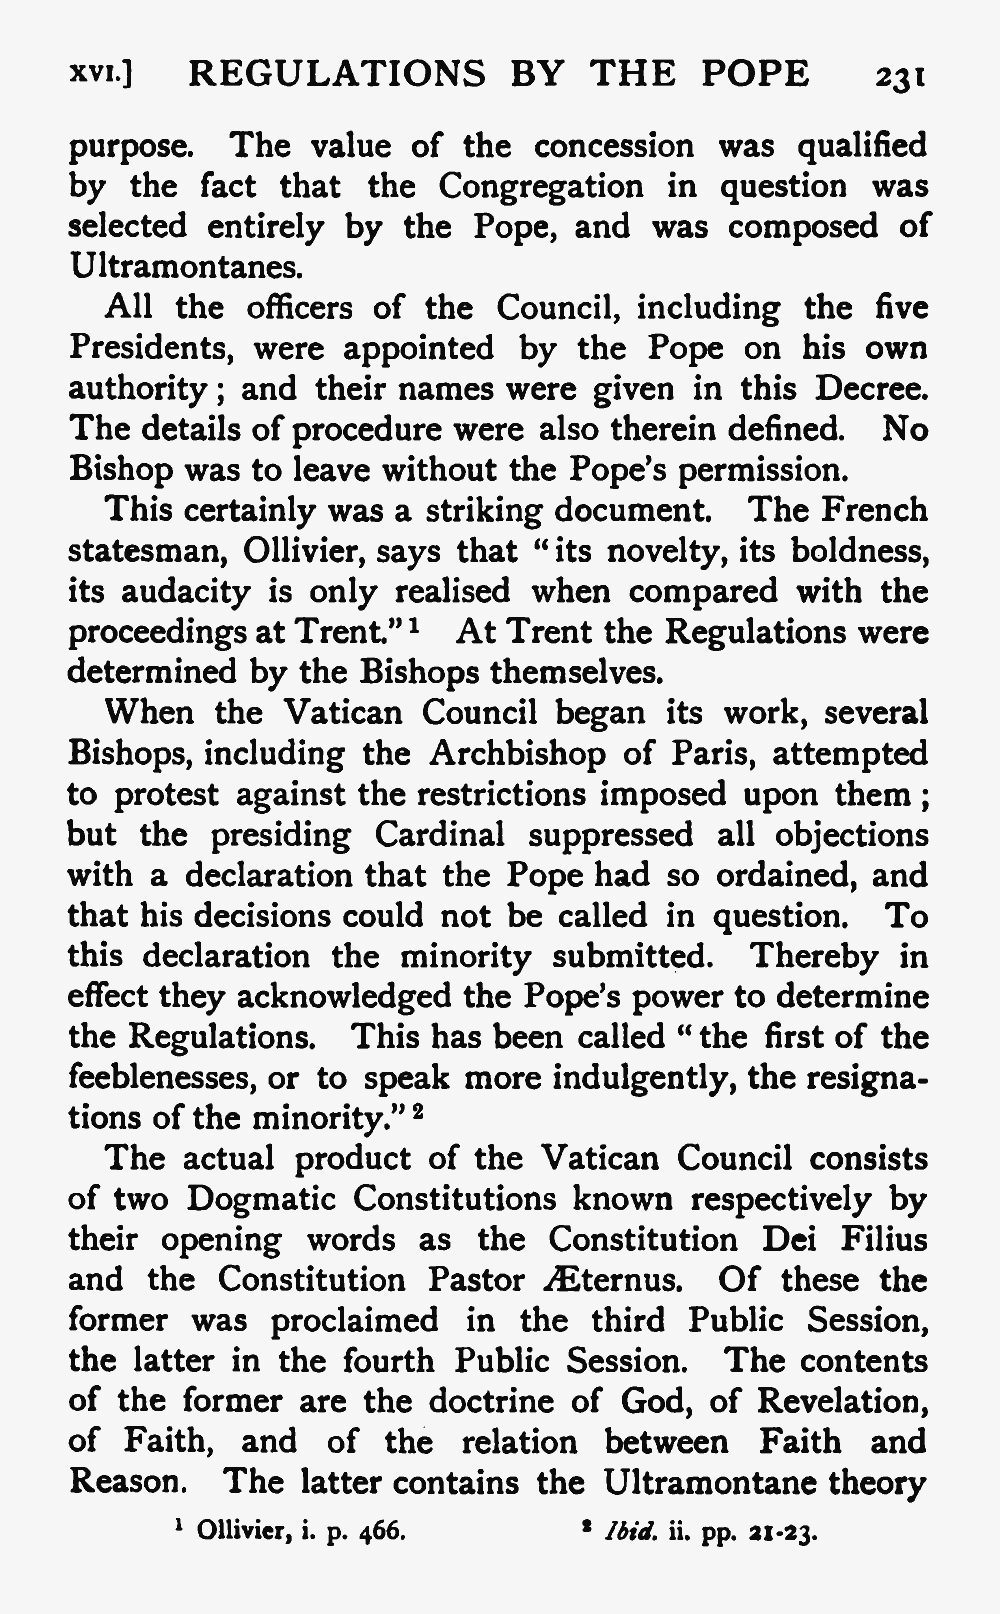 XVI.] REGULATIONS BY THE POPE 231
purpose. The value of the concession was qualified
by the fact that the Congregation in question was
selected entirely by the Pope, and was composed of
Ultramontanes.
All the officers of the Council, including the five
Presidents, were appointed by the Pope on his own
authority ; and their names were given in this Decree.
The details of procedure were also therein defined. No
Bishop was to leave without the Pope's permission.
This certainly was a striking document. The French
statesman, Ollivier, says that “its novelty, its boldness,
its audacity is only realised when compared with the
proceedings at Trent.” ¹ At Trent the Regulations were
determined by the Bishops themselves.
When the Vatican Council began its work, several
Bishops, including the Archbishop of Paris, attempted
to protest against the restrictions imposed upon them ;
but the presiding Cardinal suppressed all objections
with a declaration that the Pope had so ordained, and
that his decisions could not be called in question. To
this declaration the minority submitted. Thereby in
effect they acknowledged the Pope's power to determine
the Regulations. This has been called “the first of the
feeblenesses, or to speak more indulgently, the resigna-
tions of the minority.” ²
The actual product of the Vatican Council consists
of two Dogmatic Constitutions known respectively by
their opening words as the Constitution Dei Filius
and the Constitution Pastor Æternus. Of these the
former was proclaimed in the third Public Session,
the latter in the fourth Public Session. The contents
of the former are the doctrine of God, of Revelation,
of Faith, and of the relation between Faith and
Reason. The latter contains the Ultramontane theory
¹ Ollivier, i. p. 466. ² Ibid. ii. pp. 21-23.